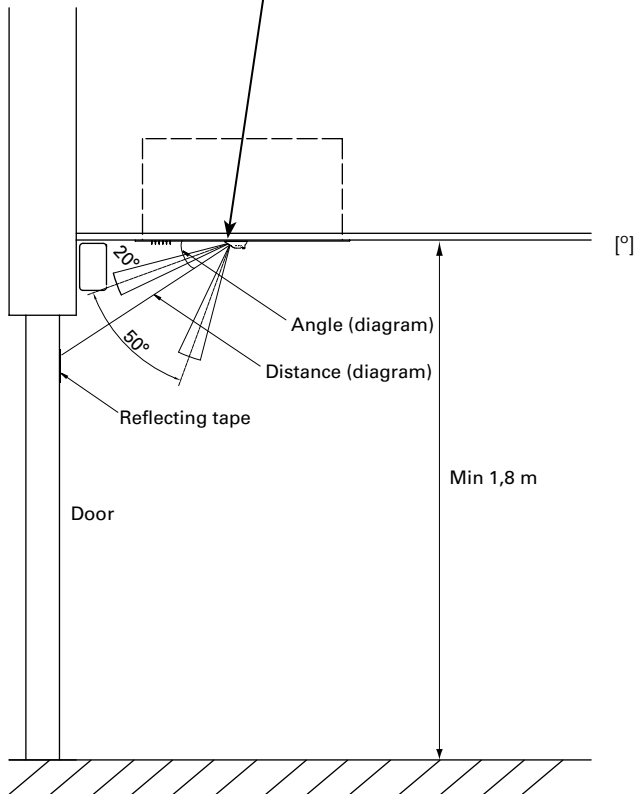 [º]
20°
Angle (diagram)
50°
Distance (diagram)
Reflecting tape
Min 1,8 m
Door